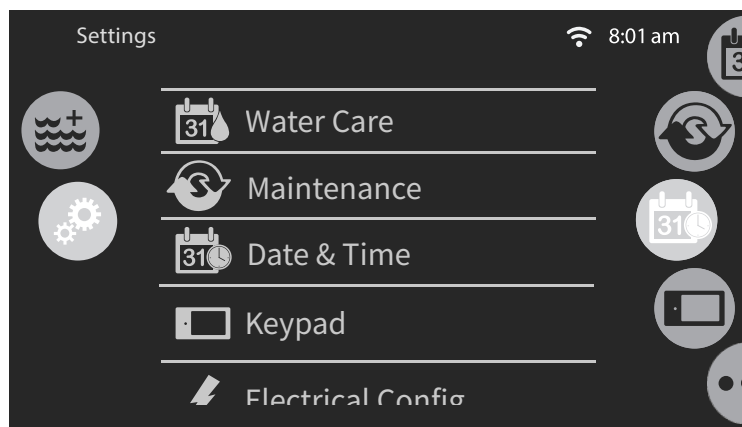 Settings
8:01 am
31
Water Care
Maintenance
31
Date & Time
31
Keypad
Electrical Config